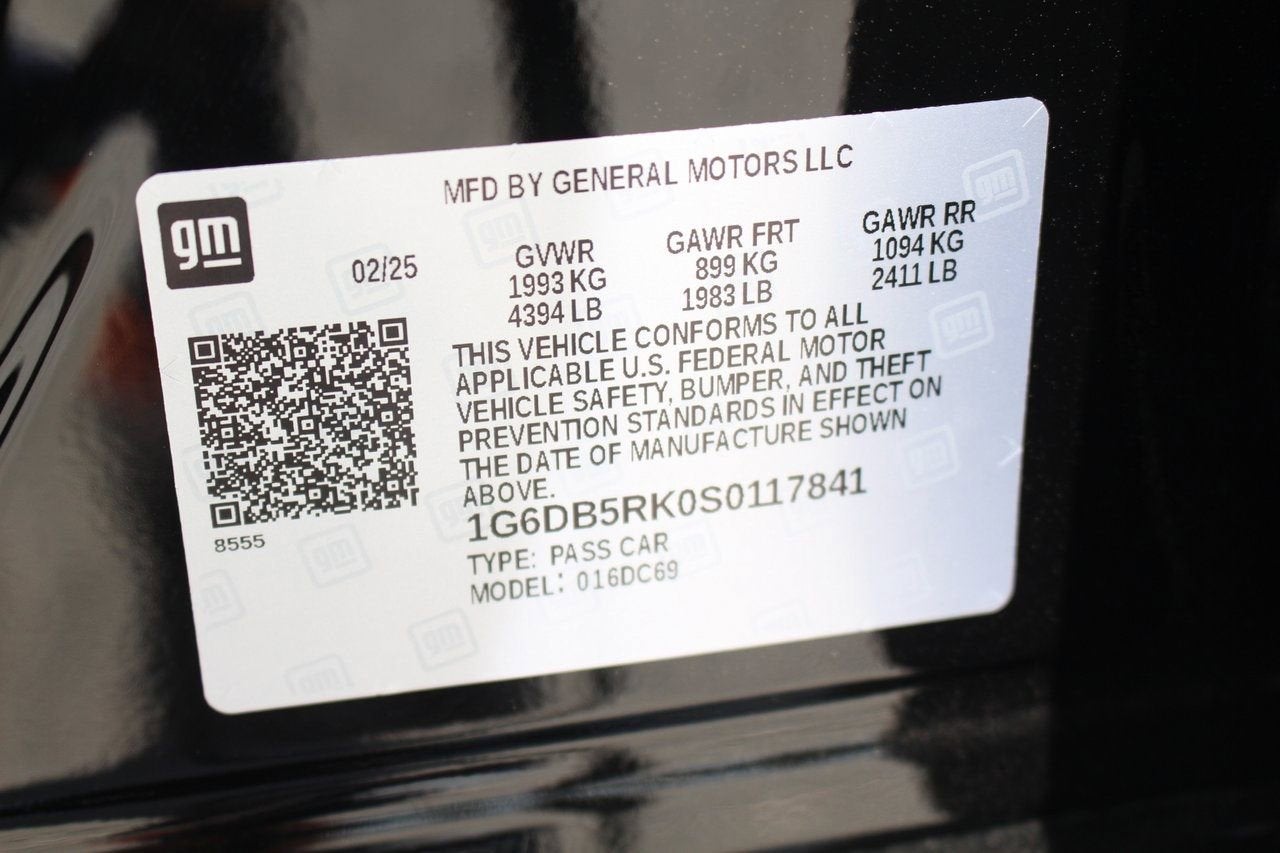 MFD BY GENERAL MOTORS LLC
gm
02/25
GVWR
1993 KG
4394 LB
GAWR FRT
899 KG
1983 LB
GAWR RR
1094 KG
2411 LB
THIS VEHICLE CONFORMS TO ALL
APPLICABLE U.S. FEDERAL MOTOR
VEHICLE SAFETY, BUMPER, AND THEFT
PREVENTION STANDARDS IN EFFECT ON
THE DATE OF MANUFACTURE SHOWN
ABOVE.
1G6DB5RK0S0117841
TYPE: PASS CAR
MODEL: 016DC69
8555